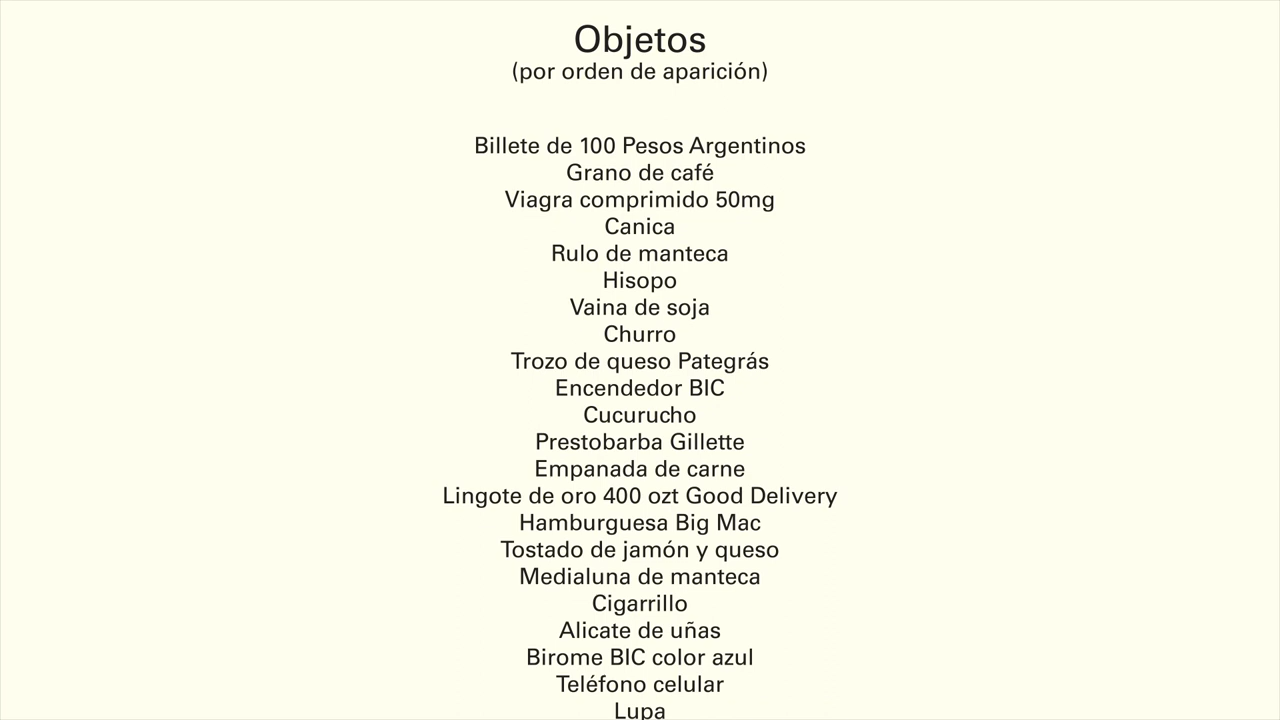 Objetos
(por orden de aparición)
Billete de 100 Pesos Argentinos
Grano de café
Viagra comprimido 50mg
Canica
Rulo de manteca
Hisopo
Vaina de soja
Churro
Trozo de queso Pategrás
Encendedor BIC
Cucurucho
Prestobarba Gillette
Empanada de carne
Lingote de oro 400 ozt Good Delivery
Hamburguesa Big Mac
Tostado de jamón y queso
Medialuna de manteca
Cigarrillo
Alicate de uñas
Birome BIC color azul
Teléfono celular
Lupa